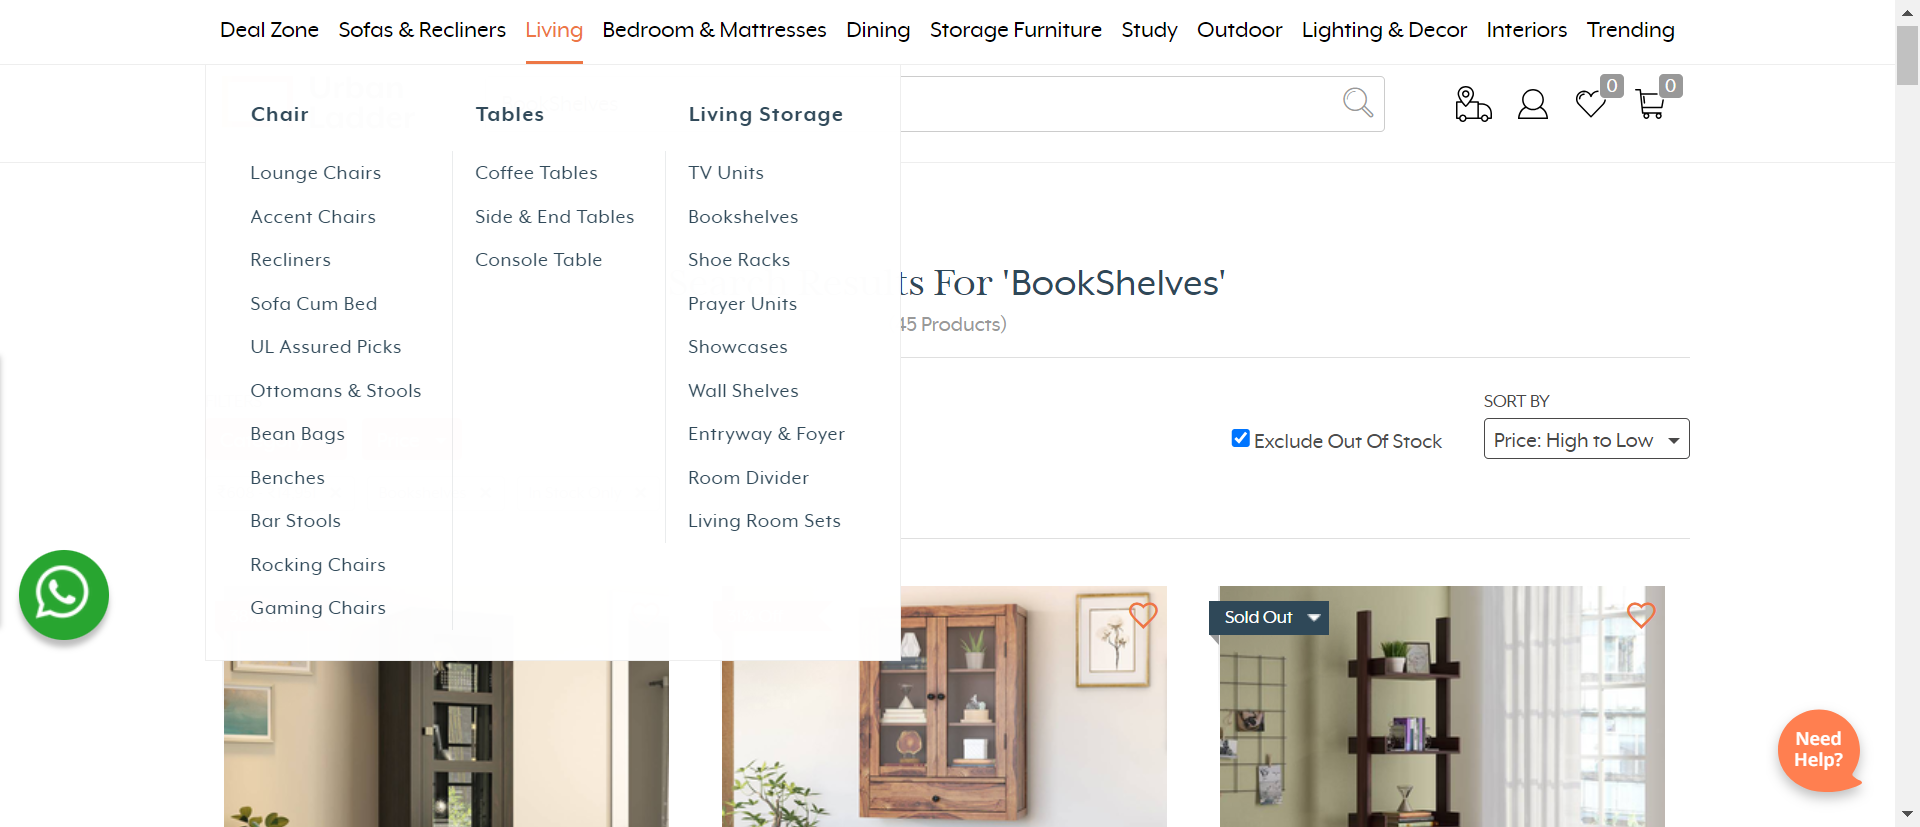 Deal Zone Sofas & Recliners Living Bedroom & Mattresses Dining Storage Furniture Study Outdoor Lighting & Decor Interiors Trending
0 0
Chair
Lounge Chairs
Accent Chairs
Recliners
Sofa Cum Bed
UL Assured Picks
Ottomans & Stools
Bean Bags
Benches
Bar Stools
Rocking Chairs
Gaming Chairs
Tables
Coffee Tables
Side & End Tables
Console Table
Living Storage
TV Units
Bookshelves
Shoe Racks
Prayer Units
Showcases
Wall Shelves
Entryway & Foyer
Room Divider
Living Room Sets
For 'BookShelves'
45 Products)
SORT BY
Exclude Out Of Stock
Price: High to Low
Sold Out
Need
Help?